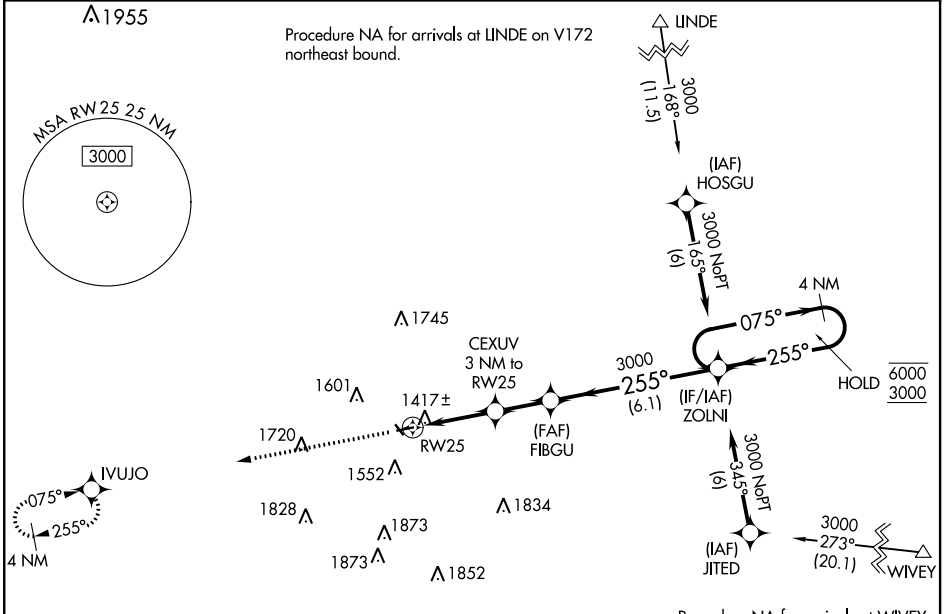 1955
Procedure NA for arrivals at LINDE on V172
northeast bound.
LINDE
3000
168°
(11.5)
MSA RW25 25 NM
3000
(IAF)
HOSGU
3000 NoPT
165°
(6)
4 NM
075°
255°
HOLD
6000
3000
1745
CEXUV
3 NM to
RW25
3000
255°
(6.1)
(IF/IAF)
ZOLNI
1601
1417±
(FAF)
FIBGU
RW25
1720
1552
IVUJO
075°
255°
4 NM
1828
1834
1873
1873
1852
3000 NoPT
345°
(6)
(IAF)
JITED
3000
273°
(20.1)
WIVEY